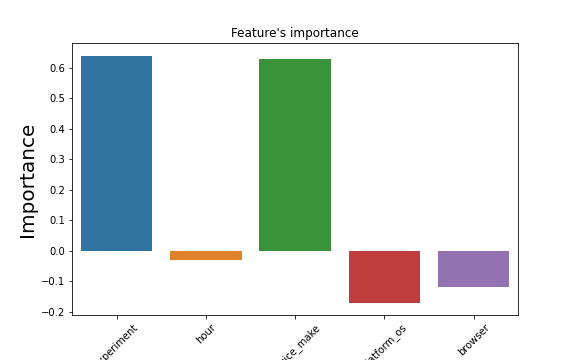 Feature's importance
Importance
0.6
0.5
0.4
0.3
0.2
0.1
0.0
−0.1
−0.2
periment
hour
ice_make
atform_os
browser